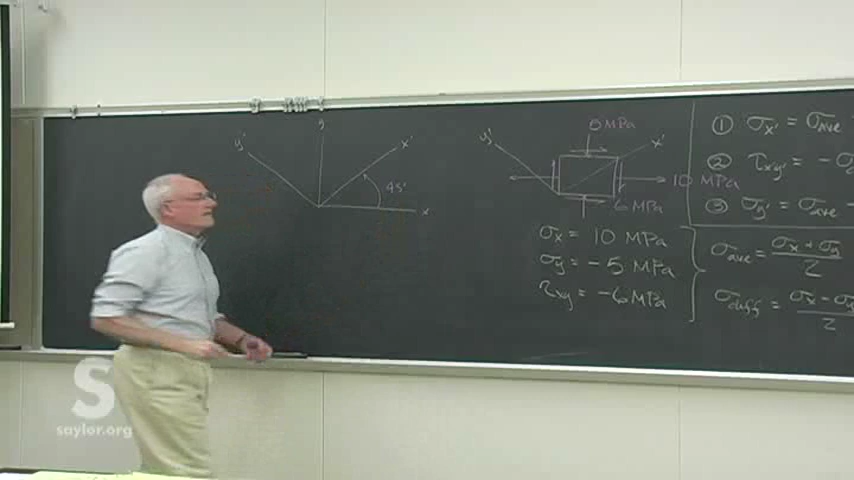 y
y'
x'
45°
x
y'
8 MPa
x'
10 MPa
6 MPa
σx = 10 MPa
σy = -5 MPa
τxy = -6 MPa
① σx' = σave
② τx'y' = -σ
③ σy' = σave -
σave = σx + σy / 2
σdiff = σx - σy / 2
S
saylor.org